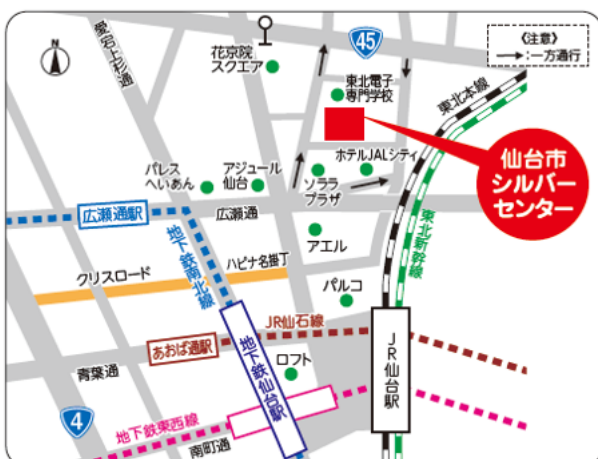 愛宕上杉通
花京院
スクエア
45
《注意》
:一方通行
N
東北電子
専門学校
東北本線
仙台市
シルバー
センター
ホテルJALシティ
パレス
へいあん
アジュール
仙台
ソララ
プラザ
広瀬通駅
広瀬通
東北新幹線
地下鉄南北線
アエル
クリスロード
ハピナ名掛丁
パルコ
JR仙石線
あおば通駅
地下鉄仙台駅
JR仙台駅
青葉通
ロフト
4
地下鉄東西線
南町通